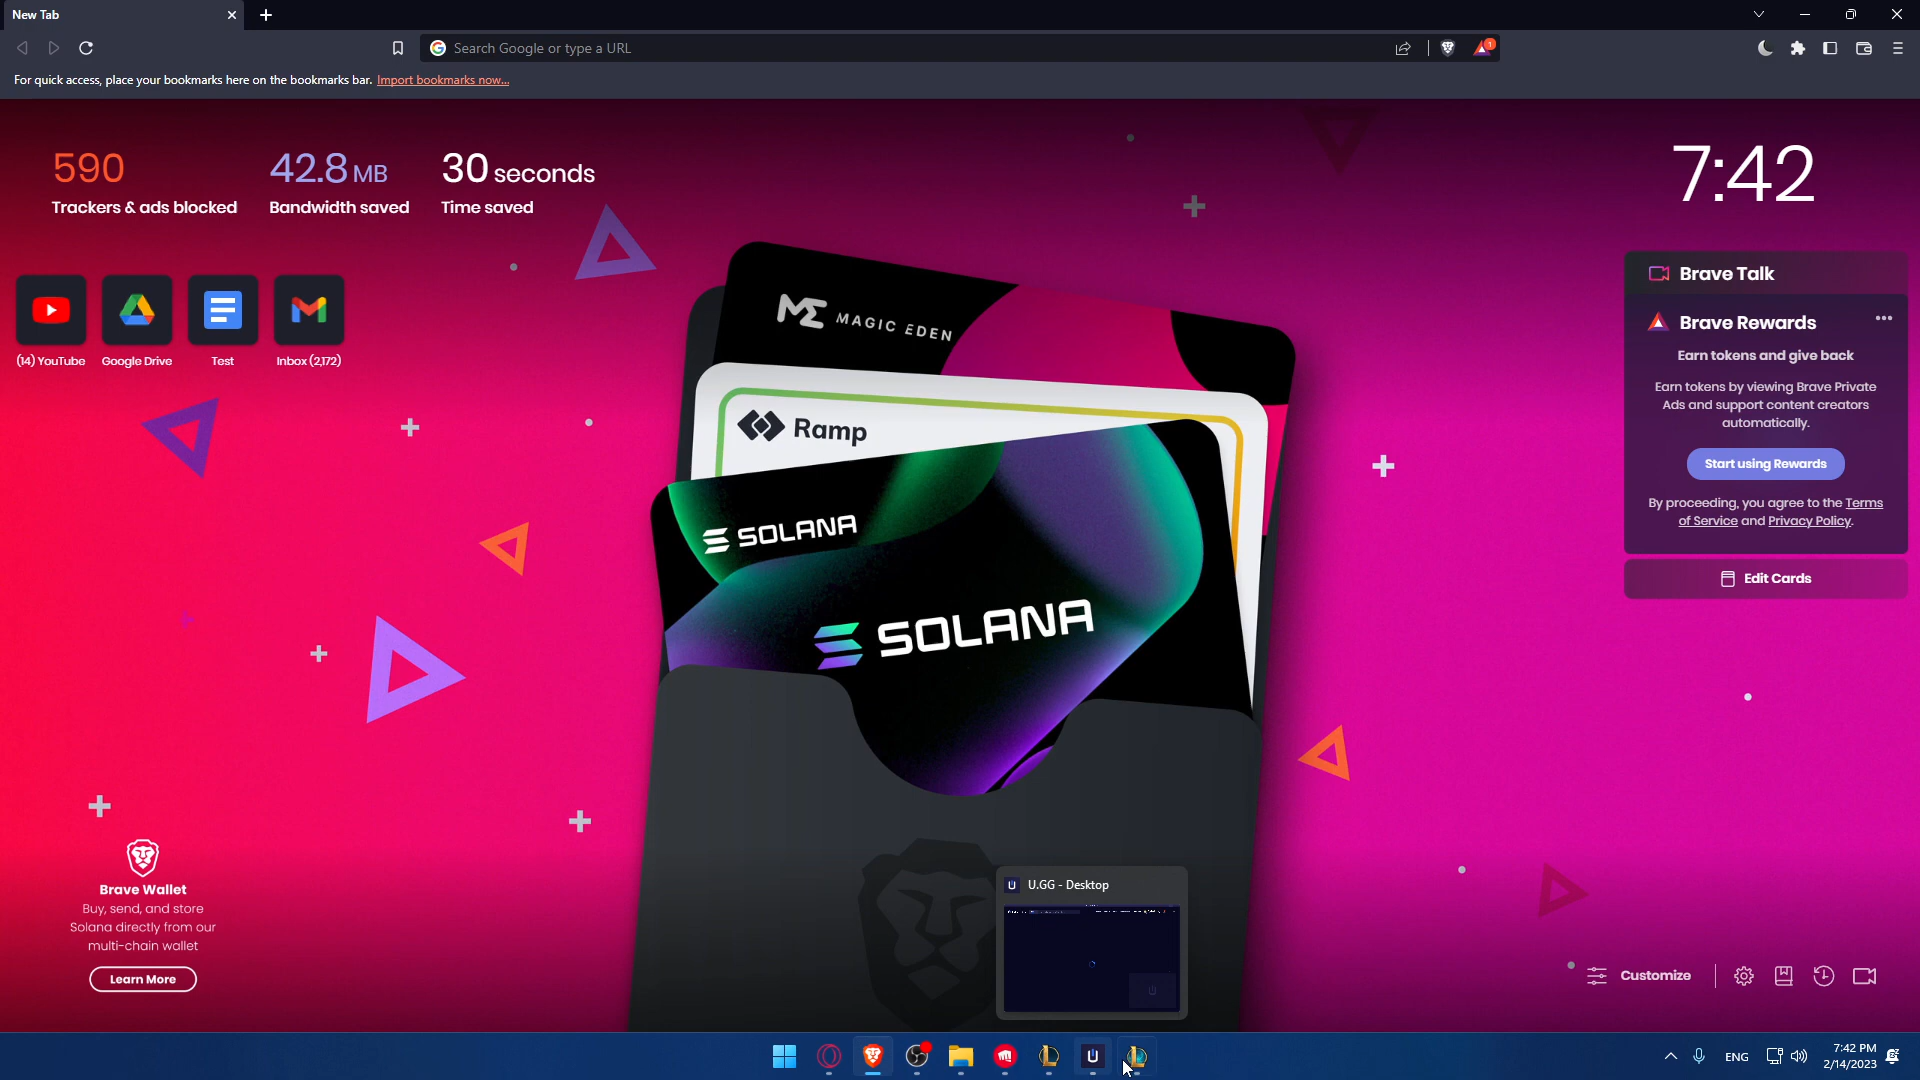 New Tab
Search Google or type a URL
1
For quick access, place your bookmarks here on the bookmarks bar. Import bookmarks now...
590
Trackers & ads blocked
42.8 MB
Bandwidth saved
30 seconds
Time saved
7:42
(14) YouTube
Google Drive
Test
Inbox (2,172)
ME MAGIC EDEN
Ramp
SOLANA
SOLANA
Brave Talk
Brave Rewards
Earn tokens and give back
Earn tokens by viewing Brave Private
Ads and support content creators
automatically.
Start using Rewards
By proceeding, you agree to the Terms
of Service and Privacy Policy.
Edit Cards
Brave Wallet
Buy, send, and store
Solana directly from our
multi-chain wallet
Learn More
U U.GG - Desktop
Customize
U
ENG
7:42 PM
2/14/2023